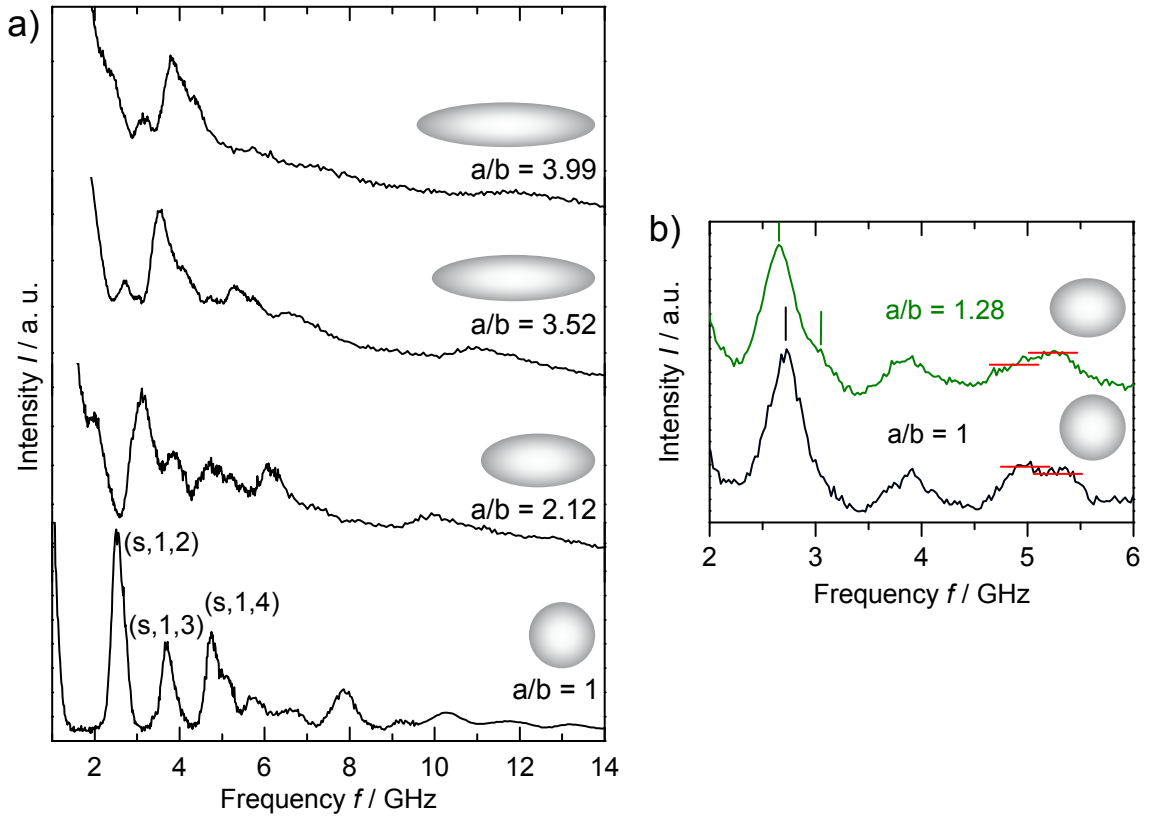 a)
a/b = 3.99
a/b = 3.52
a/b = 2.12
(s,1,2)
(s,1,3)
(s,1,4)
a/b = 1
Intensity I / a. u.
2 4 6 8 10 12 14
Frequency f / GHz
b)
a/b = 1.28
a/b = 1
Intensity I / a.u.
2 3 4 5 6
Frequency f / GHz